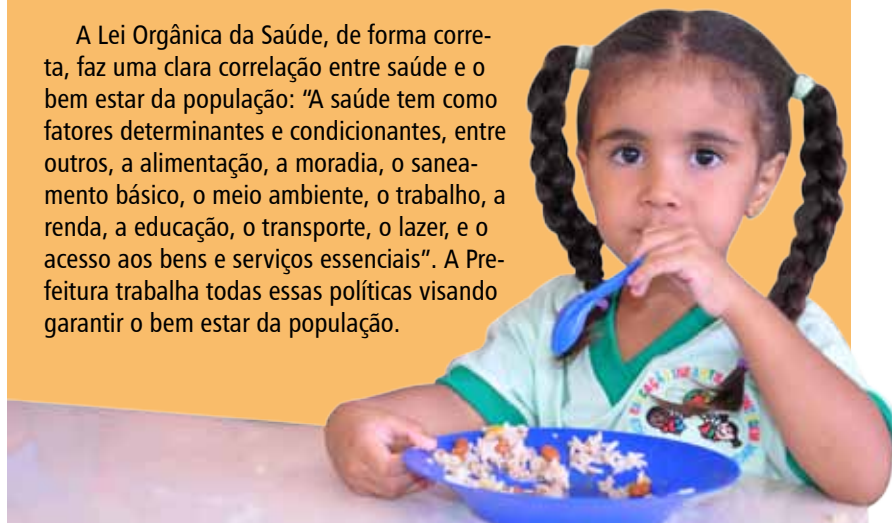 A Lei Orgânica da Saúde, de forma corre-
ta, faz uma clara correlação entre saúde e o
bem estar da população: “A saúde tem como
fatores determinantes e condicionantes, entre
outros, a alimentação, a moradia, o sanea-
mento básico, o meio ambiente, o trabalho, a
renda, a educação, o transporte, o lazer, e o
acesso aos bens e serviços essenciais”. A Pre-
feitura trabalha todas essas políticas visando
garantir o bem estar da população.